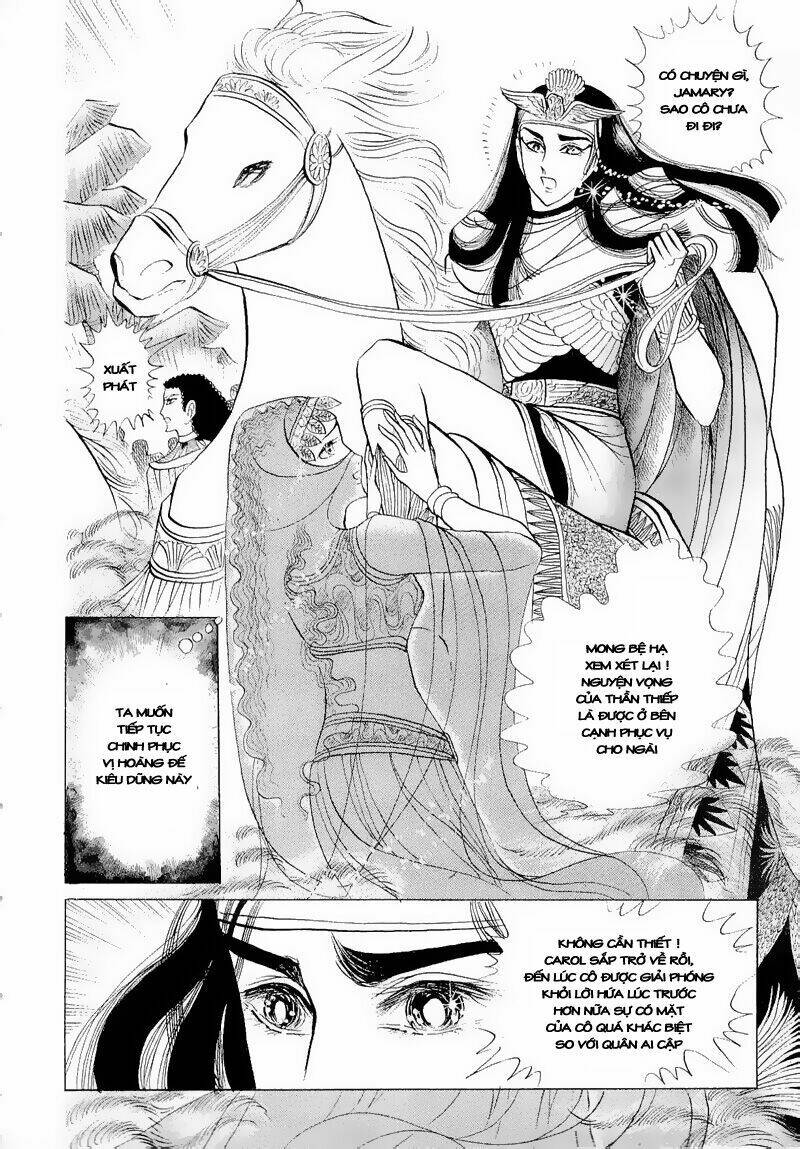 CÓ CHUYỆN GÌ,
JAMARY?
SAO CÔ CHƯA
ĐI ĐI?
XUẤT
PHÁT
MONG BỆ HẠ
XEM XÉT LẠI !
NGUYỆN VỌNG
CỦA THẦN THIẾP
LÀ ĐƯỢC Ở BÊN
CẠNH PHỤC VỤ
CHO NGÀI
TA MUỐN
TIẾP TỤC
CHINH PHỤC
VỊ HOÀNG ĐẾ
KIÊU DŨNG NÀY
KHÔNG CẦN THIẾT !
CAROL SẮP TRỞ VỀ RỒI,
ĐẾN LÚC CÔ ĐƯỢC GIẢI PHÓNG
KHỎI LỜI HỨA LÚC TRƯỚC
HƠN NỮA SỰ CÓ MẶT
CỦA CÔ QUÁ KHÁC BIỆT
SO VỚI QUÂN AI CẬP